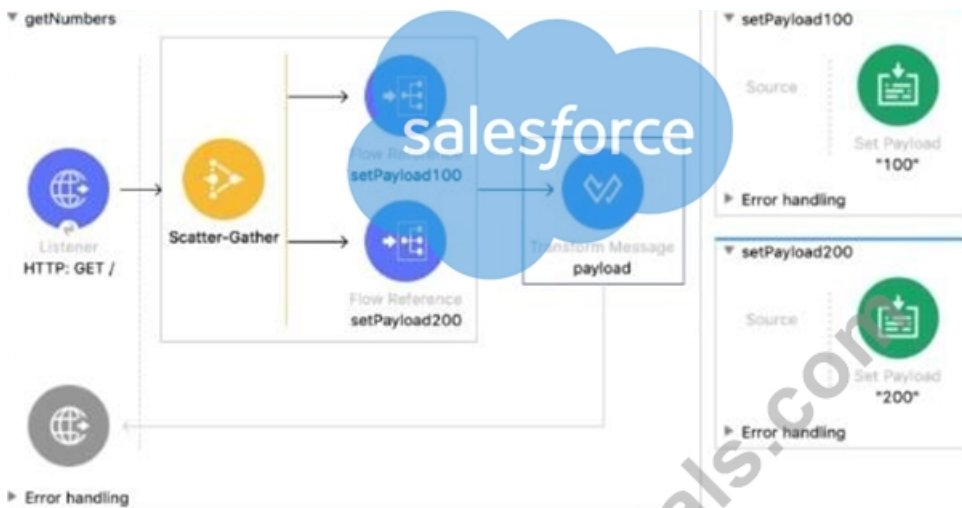 getNumbers
setPayload100
Source
salesforce
Set Payload
"100"
Flow Reference
setPayload100
Scatter-Gather
Listener
HTTP: GET /
Error handling
setPayload200
Transform Message
payload
Flow Reference
setPayload200
Source
Set Payload
"200"
Error handling
Error handling